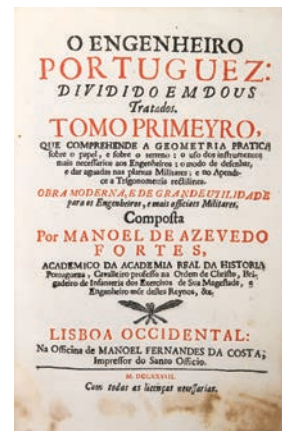 O ENGENHEIRO
PORTUGUEZ:
DIVIDIDO EM DOUS
Tratados.
TOMO PRIMEYRO,
QUE COMPREHENDE A GEOMETRIA PRATICA
sobre o papel, e sobre o terreno: o uso dos instrumentos
mais necessarios aos Engenheiros: o modo de desenhar,
e dar aguadas nas plantas Militares; e no Apendi-
ce a Trigonometria rectilinea.
OBRA MODERNA, E DE GRANDE UTILIDADE
para os Engenheiros, e mais officiaes Militares,
Composta
Por MANOEL DE AZEVEDO
FORTES,
ACADEMICO DA ACADEMIA REAL DA HISTORIA
Portugueza, Cavalleiro professo na Ordem de Christo, Bri-
gadeiro de Infanteria dos Exercitos de Sua Magestade, e
Engenheiro mór destes Reynos, &c.
LISBOA OCCIDENTAL:
Na Officina de MANOEL FERNANDES DA COSTA,
Impressor do Santo Officio.
M. DCCXXVIII.
Com todas as licenças necessarias.